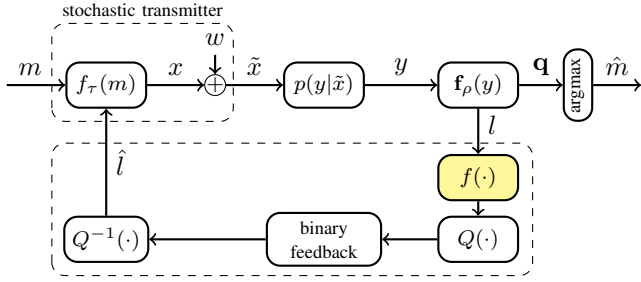 stochastic transmitter
w
m
f_τ(m)
x
+
x̃
p(y|x̃)
y
𝐟_ρ(y)
𝐪
argmax
m̂
l
l̂
f(·)
Q⁻¹(·)
binary
feedback
Q(·)